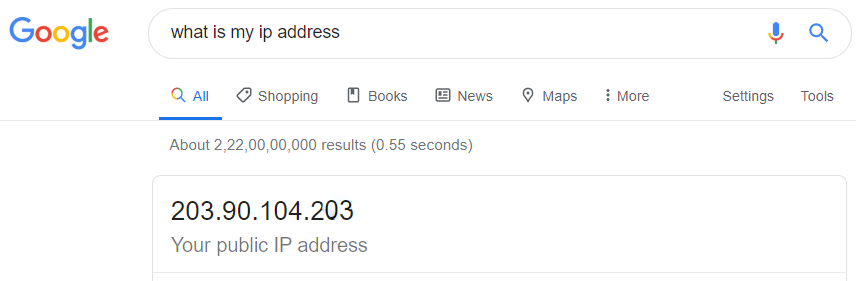 Google what is my ip address
All Shopping Books News Maps More Settings Tools
About 2,22,00,00,000 results (0.55 seconds)
203.90.104.203
Your public IP address